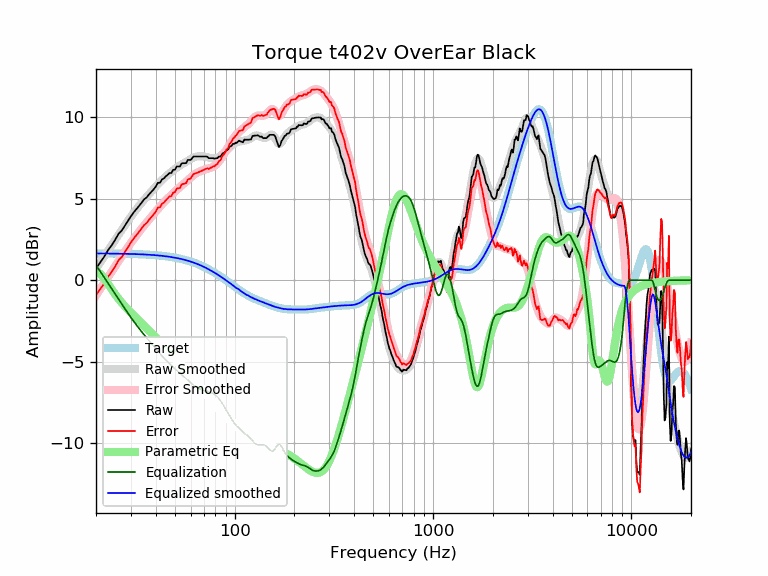 Torque t402v OverEar Black
Amplitude (dBr)
10
5
0
−5
−10
Target
Raw Smoothed
Error Smoothed
Raw
Error
Parametric Eq
Equalization
Equalized smoothed
100
1000
10000
Frequency (Hz)